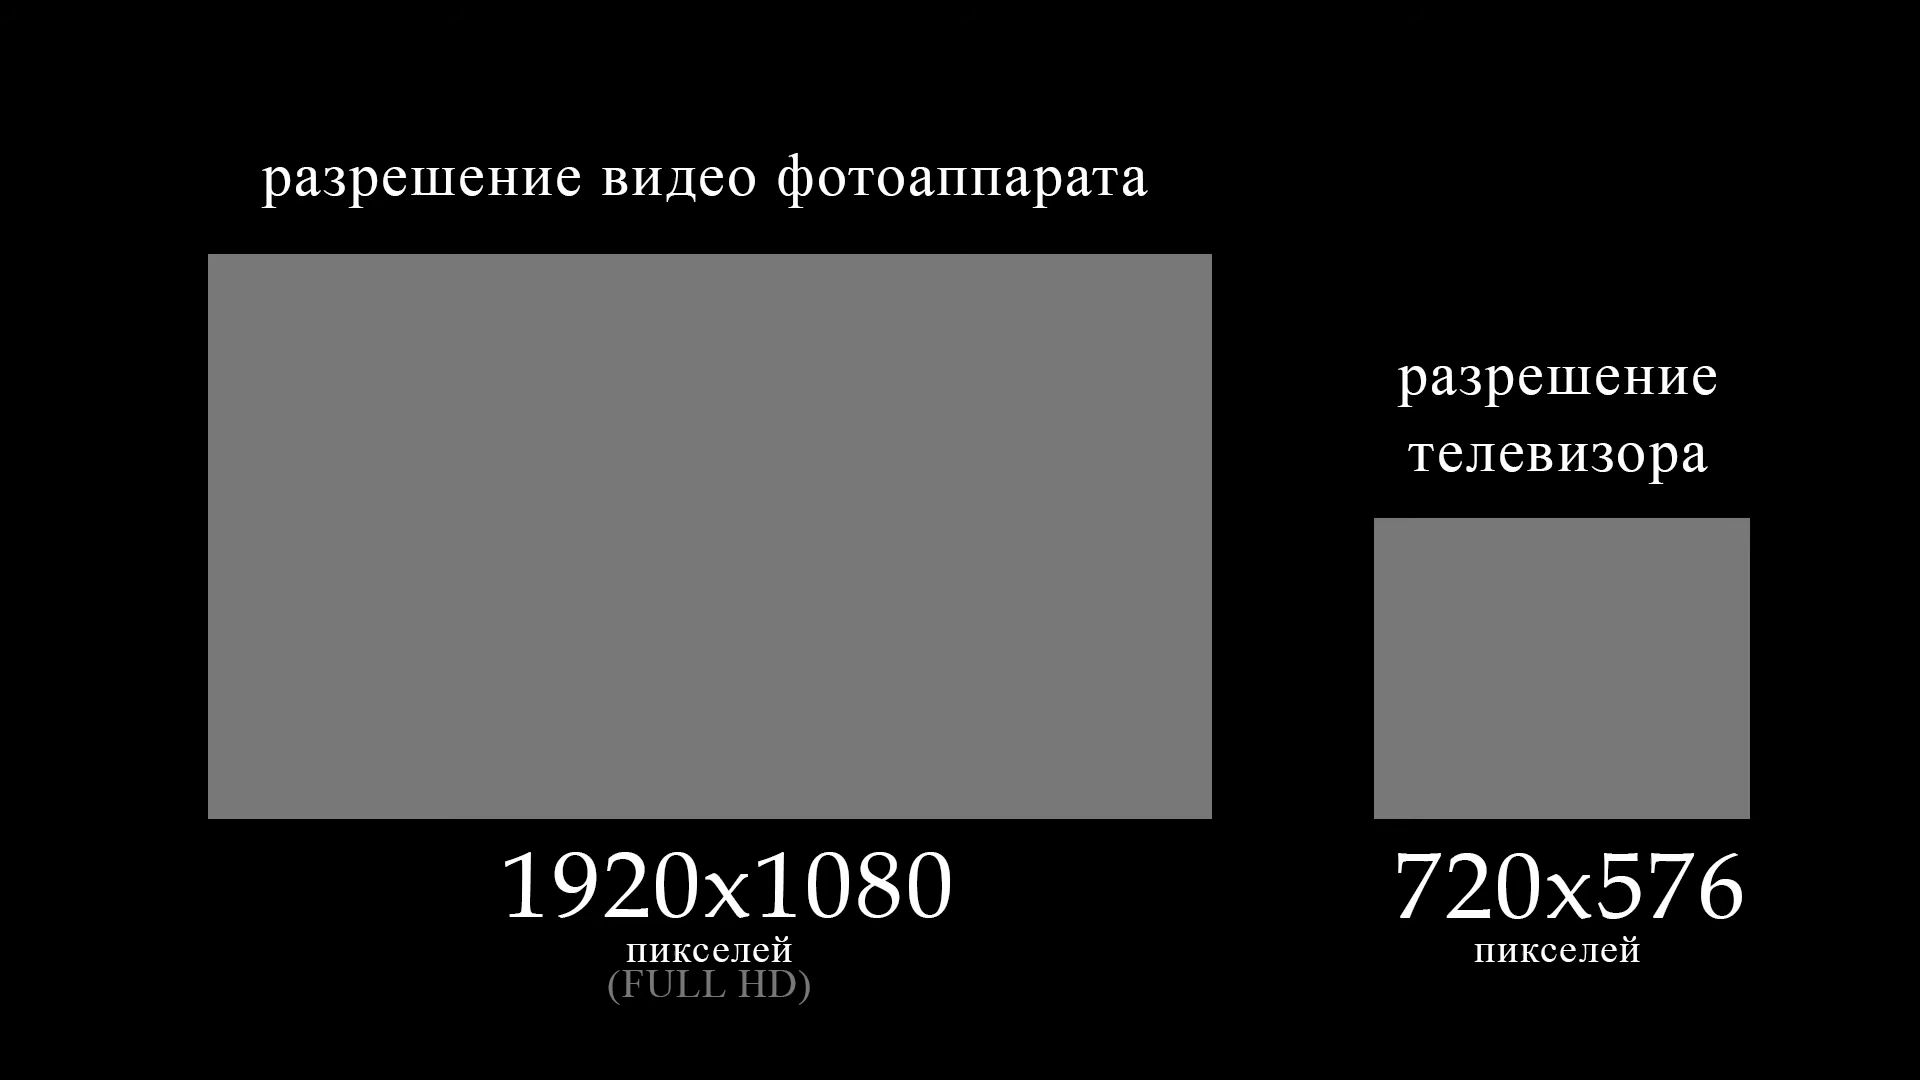 разрешение видео фотоаппарата
1920x1080
пикселей
(FULL HD)
разрешение
телевизора
720x576
пикселей